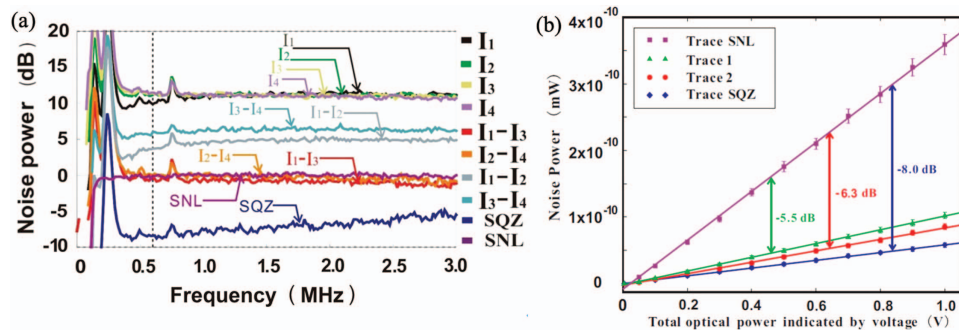 (a)
Noise power (dB)
20
15
10
5
0
-5
-10
I₁
I₂
I₃
I₄
I₃-I₄
I₁-I₂
I₂-I₄
I₁-I₃
SNL
SQZ
0
0.5
1.0
1.5
2.0
2.5
3.0
Frequency (MHz)
I₁
I₂
I₃
I₄
I₁-I₃
I₂-I₄
I₁-I₂
I₃-I₄
SQZ
SNL
(b)
Noise Power (mW)
4x10⁻¹⁰
3x10⁻¹⁰
2x10⁻¹⁰
1x10⁻¹⁰
0x10⁻¹⁰
Trace SNL
Trace 1
Trace 2
Trace SQZ
-5.5 dB
-6.3 dB
-8.0 dB
0.0
0.2
0.4
0.6
0.8
1.0
Total optical power indicated by voltage (V)